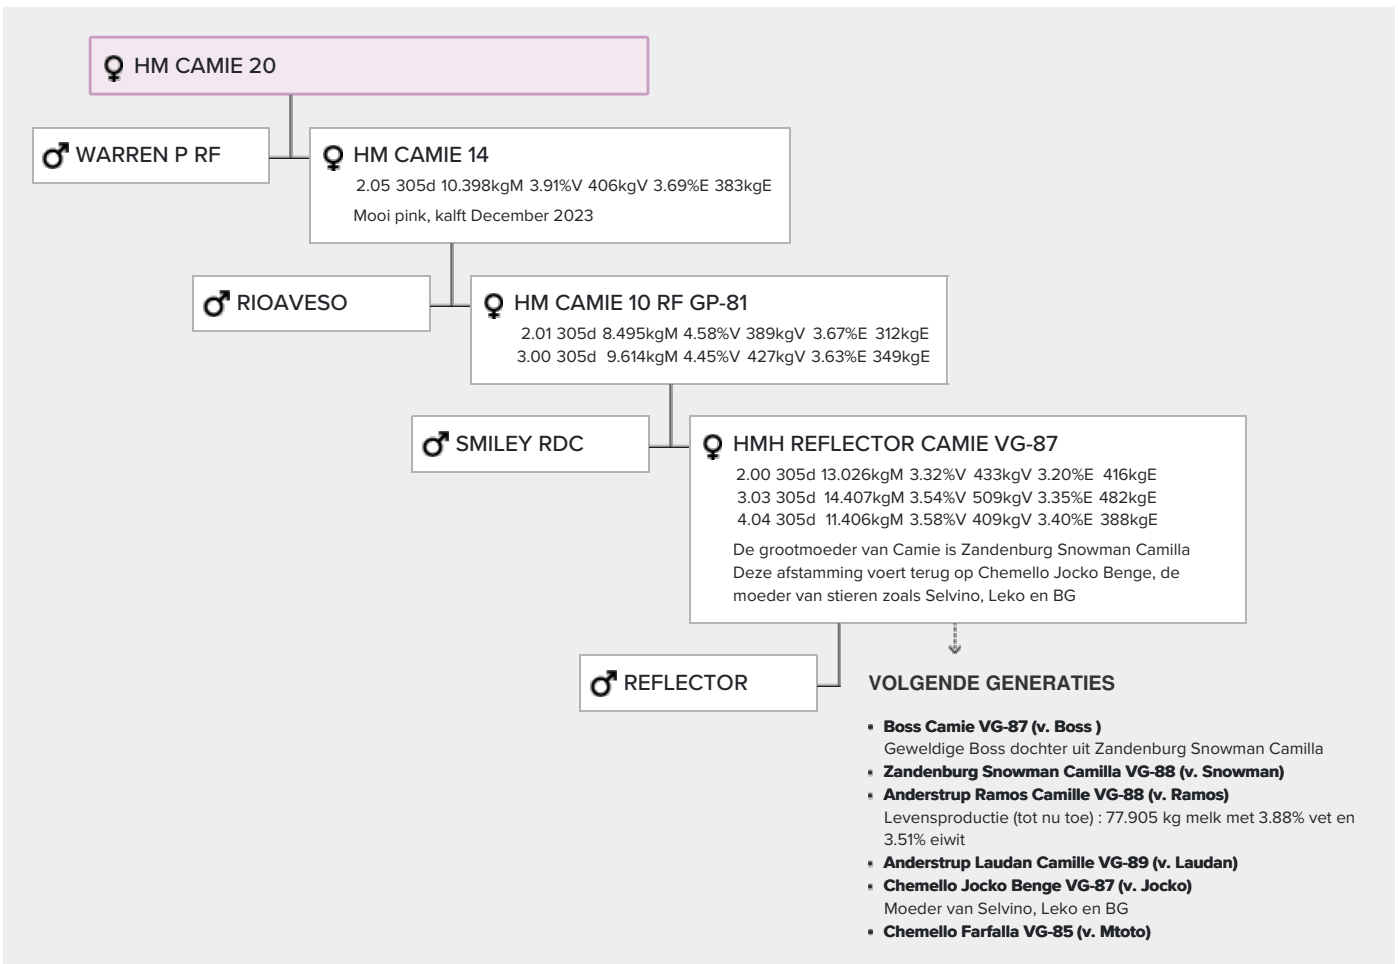 HM CAMIE 20
WARREN P RF
HM CAMIE 14
2.05 305d 10.398kgM 3.91%V 406kgV 3.69%E 383kgE
Mooi pink, kalft December 2023
RIOAVESO
HM CAMIE 10 RF GP-81
2.01 305d 8.495kgM 4.58%V 389kgV 3.67%E 312kgE
3.00 305d 9.614kgM 4.45%V 427kgV 3.63%E 349kgE
SMILEY RDC
HMH REFLECTOR CAMIE VG-87
2.00 305d 13.026kgM 3.32%V 433kgV 3.20%E 416kgE
3.03 305d 14.407kgM 3.54%V 509kgV 3.35%E 482kgE
4.04 305d 11.406kgM 3.58%V 409kgV 3.40%E 388kgE
De grootmoeder van Camie is Zandenburg Snowman Camilla
Deze afstamming voert terug op Chemello Jocko Benge, de
moeder van stieren zoals Selvino, Leko en BG
REFLECTOR
VOLGENDE GENERATIES
• Boss Camie VG-87 (v. Boss )
Geweldige Boss dochter uit Zandenburg Snowman Camilla
• Zandenburg Snowman Camilla VG-88 (v. Snowman)
• Anderstrup Ramos Camille VG-88 (v. Ramos)
Levensproductie (tot nu toe) : 77.905 kg melk met 3.88% vet en
3.51% eiwit
• Anderstrup Laudan Camille VG-89 (v. Laudan)
• Chemello Jocko Benge VG-87 (v. Jocko)
Moeder van Selvino, Leko en BG
• Chemello Farfalla VG-85 (v. Mtoto)